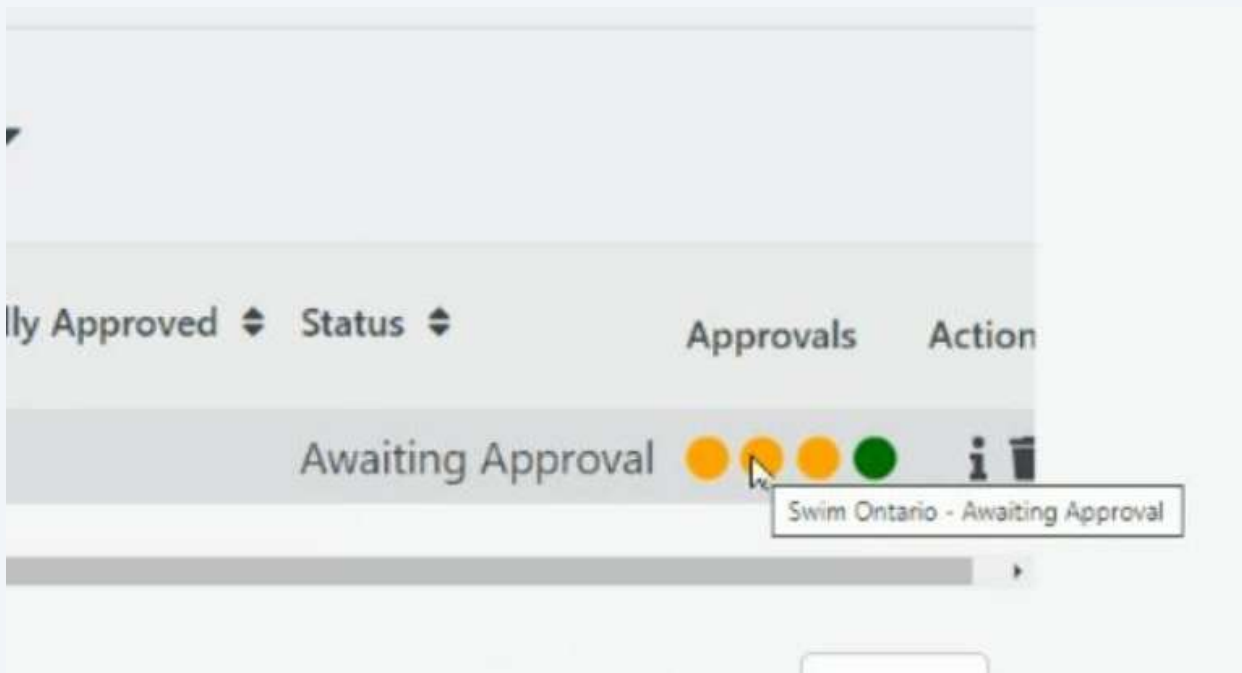 lly Approved Status Approvals Action
Awaiting Approval
Swim Ontario - Awaiting Approval